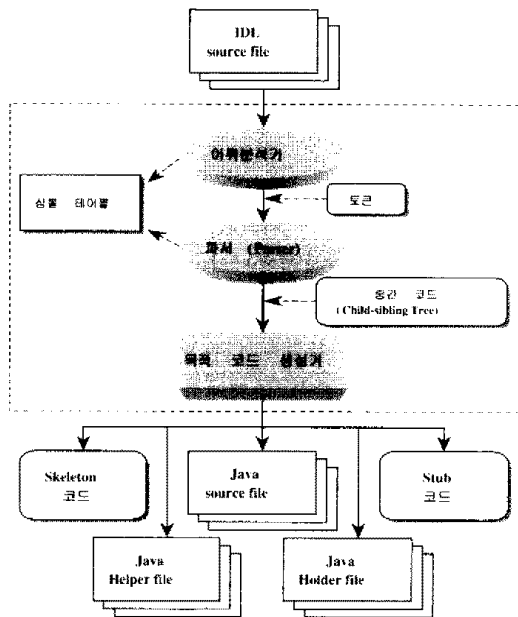 IDL
source file
어휘분석기
심볼 테이블
토큰
파서 (Parser)
중간 코드
(Child-sibling Tree)
목적 코드 생성기
Skeleton
코드
Java
source file
Stub
코드
Java
Helper file
Java
Holder file